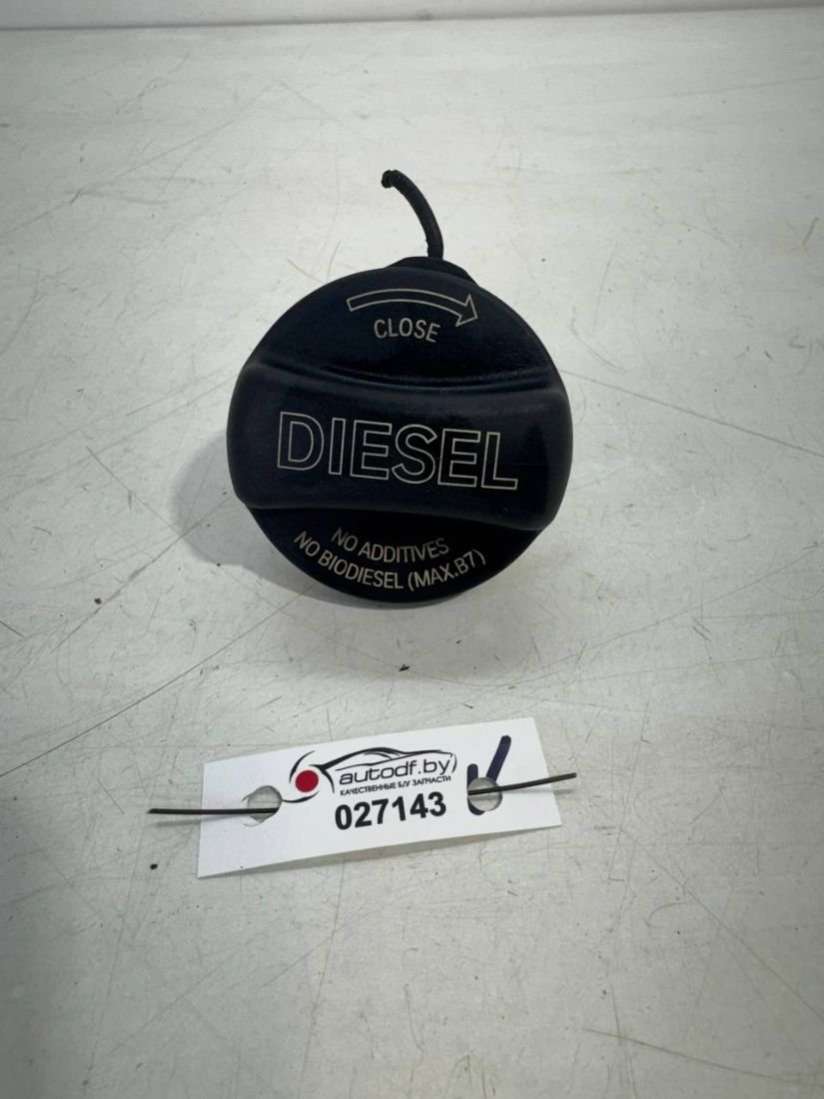 CLOSE
DIESEL
NO ADDITIVES
NO BIODIESEL (MAX.B7)
autodf.by
КАЧЕСТВЕННЫЕ Б/У ЗАПЧАСТИ
027143